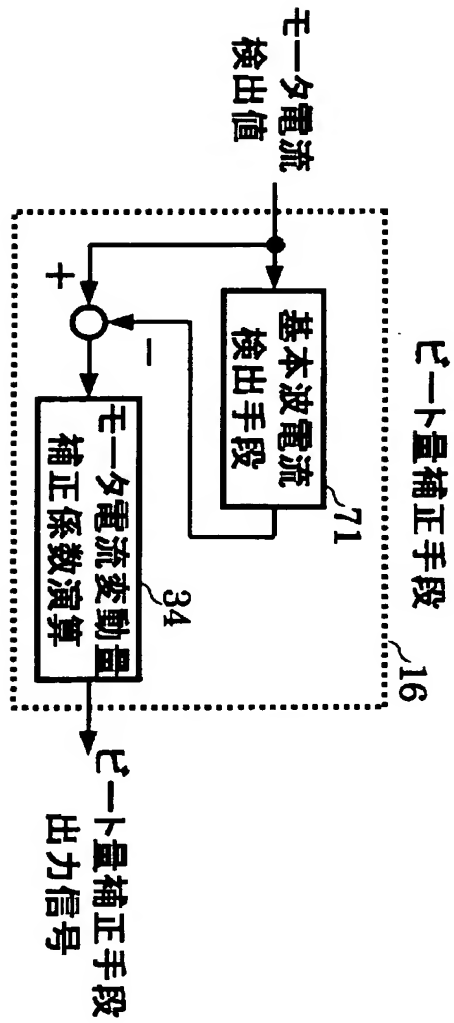 ビート量補正手段
16
モータ電流
検出値
基本波電流
検出手段
71
+
−
モータ電流変動量
補正係数演算
34
ビート量補正手段
出力信号